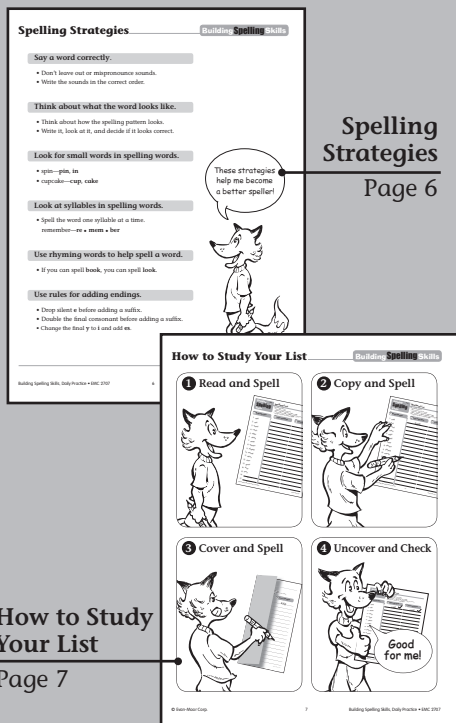 Spelling Strategies
Building Spelling Skills
Say a word correctly.
• Don't leave out or mispronounce sounds.
• Write the sounds in the correct order.
Think about what the word looks like.
• Think about how the spelling pattern looks.
• Write it, look at it, and decide if it looks correct.
Look for small words in spelling words.
• spin—pin, in
• cupcake—cup, cake
Look at syllables in spelling words.
• Spell the word one syllable at a time.
remember—re • mem • ber
Use rhyming words to help spell a word.
• If you can spell book, you can spell look.
Use rules for adding endings.
• Drop silent e before adding a suffix.
• Double the final consonant before adding a suffix.
• Change the final y to i and add es.
These strategies
help me become
a better speller!
Building Spelling Skills, Daily Practice • EMC 2707
6
Spelling
Strategies
Page 6
How to Study Your List
Building Spelling Skills
1 Read and Spell
2 Copy and Spell
3 Cover and Spell
4 Uncover and Check
Good
for me!
© Evan-Moor Corp.
7
Building Spelling Skills, Daily Practice • EMC 2707
How to Study
Your List
Page 7